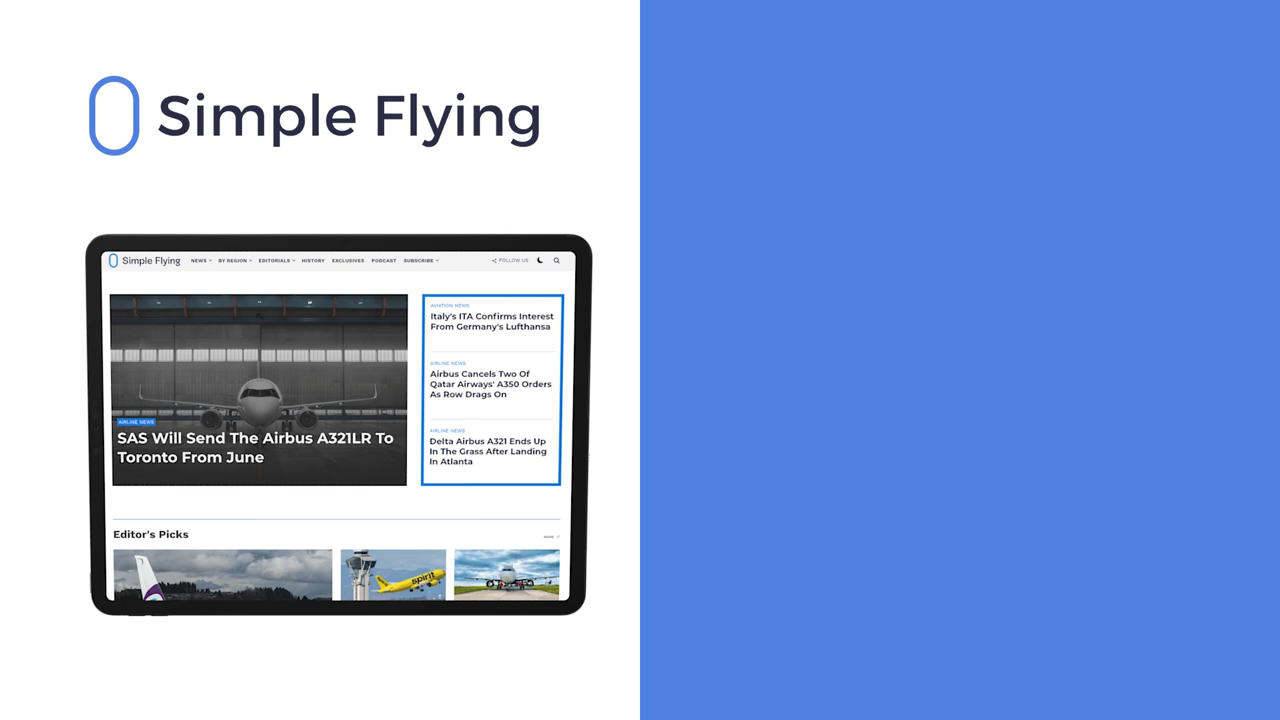 Simple Flying
Simple Flying NEWS BY REGION EDITORIALS HISTORY EXCLUSIVES PODCAST SUBSCRIBE FOLLOW US
AIRLINE NEWS
SAS Will Send The Airbus A321LR To
Toronto From June
AVIATION NEWS
Italy's ITA Confirms Interest
From Germany's Lufthansa
AIRLINE NEWS
Airbus Cancels Two Of
Qatar Airways' A350 Orders
As Row Drags On
AIRLINE NEWS
Delta Airbus A321 Ends Up
In The Grass After Landing
In Atlanta
Editor's Picks
MORE
spirit